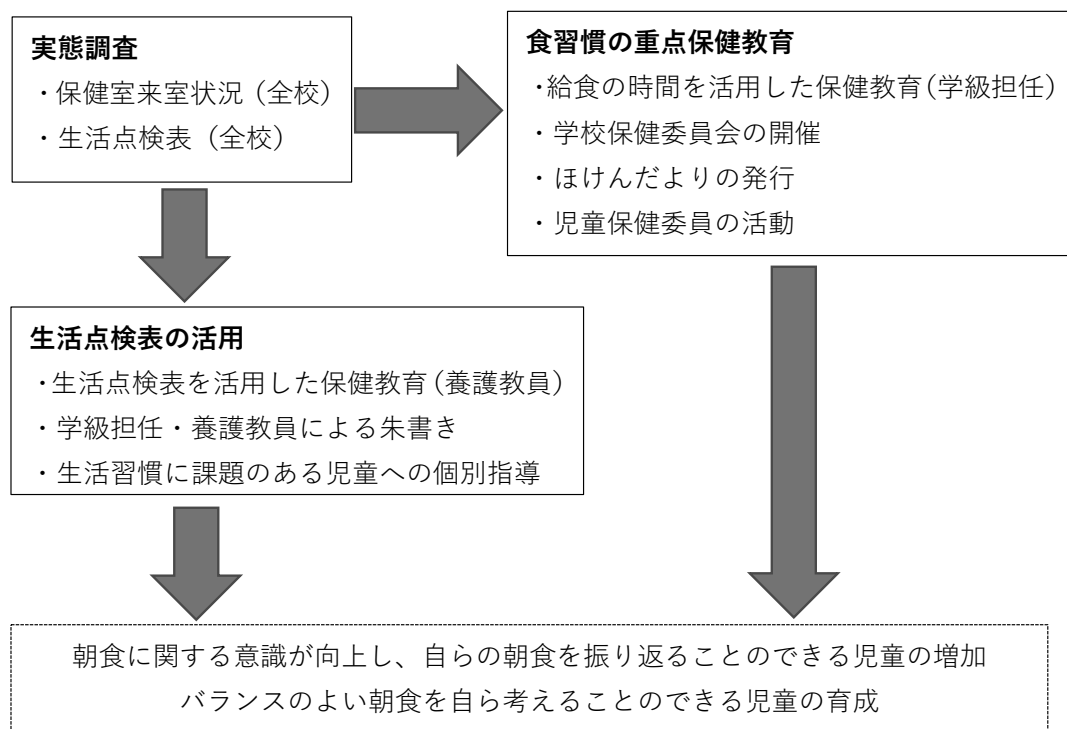 実態調査
・保健室来室状況（全校）
・生活点検表（全校）
食習慣の重点保健教育
・給食の時間を活用した保健教育(学級担任)
・学校保健委員会の開催
・ほけんだよりの発行
・児童保健委員の活動
生活点検表の活用
・生活点検表を活用した保健教育(養護教員)
・学級担任・養護教員による朱書き
・生活習慣に課題のある児童への個別指導
朝食に関する意識が向上し、自らの朝食を振り返ることのできる児童の増加
バランスのよい朝食を自ら考えることのできる児童の育成